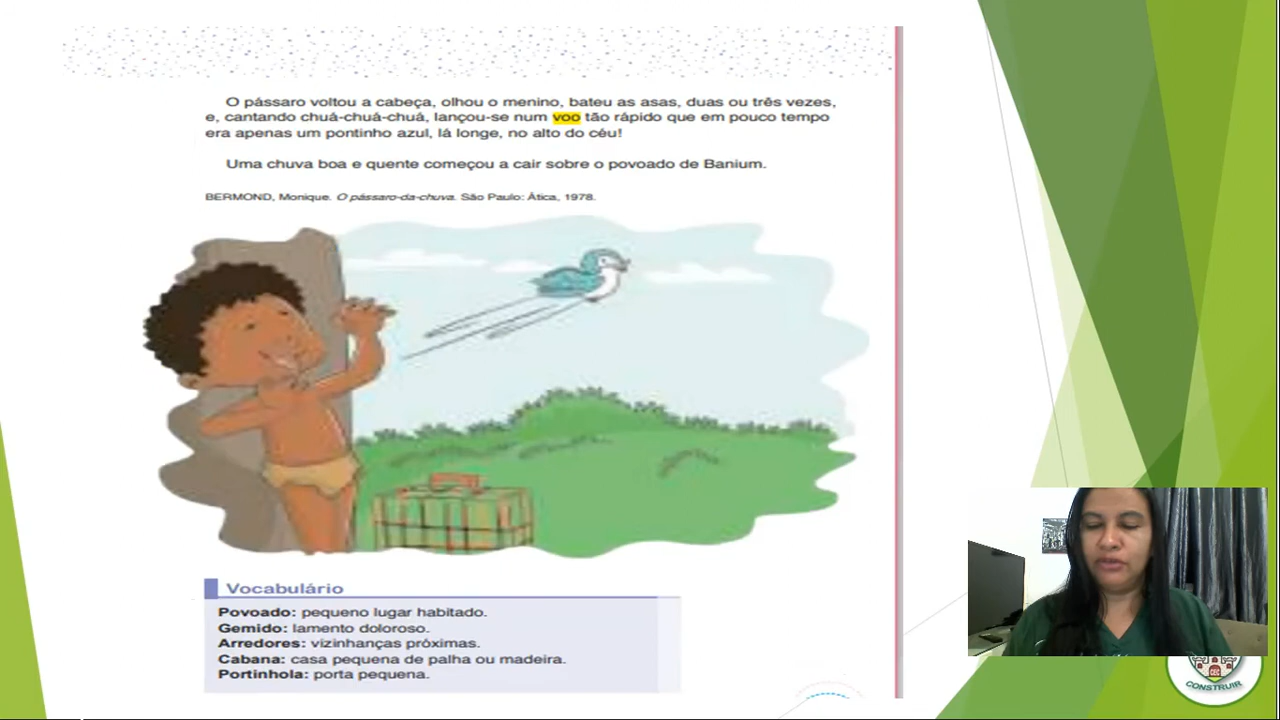 O pássaro voltou a cabeça, olhou o menino, bateu as asas, duas ou três vezes,
e, cantando chuá-chuá-chuá, lançou-se num voo tão rápido que em pouco tempo
era apenas um pontinho azul, lá longe, no alto do céu!
Uma chuva boa e quente começou a cair sobre o povoado de Banium.
BERMOND, Monique. O pássaro-da-chuva. São Paulo: Ática, 1978.
Vocabulário
Povoado: pequeno lugar habitado.
Gemido: lamento doloroso.
Arredores: vizinhanças próximas.
Cabana: casa pequena de palha ou madeira.
Portinhola: porta pequena.
CONSTRUIR